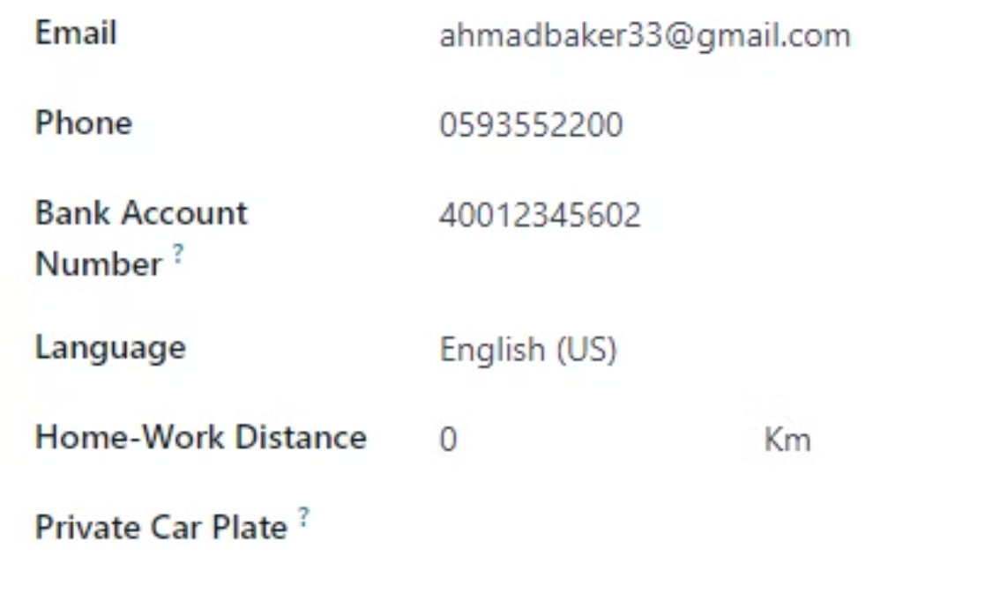 Email ahmadbaker33@gmail.com
Phone 0593552200
Bank Account 40012345602
Number ?
Language English (US)
Home-Work Distance 0 Km
Private Car Plate ?